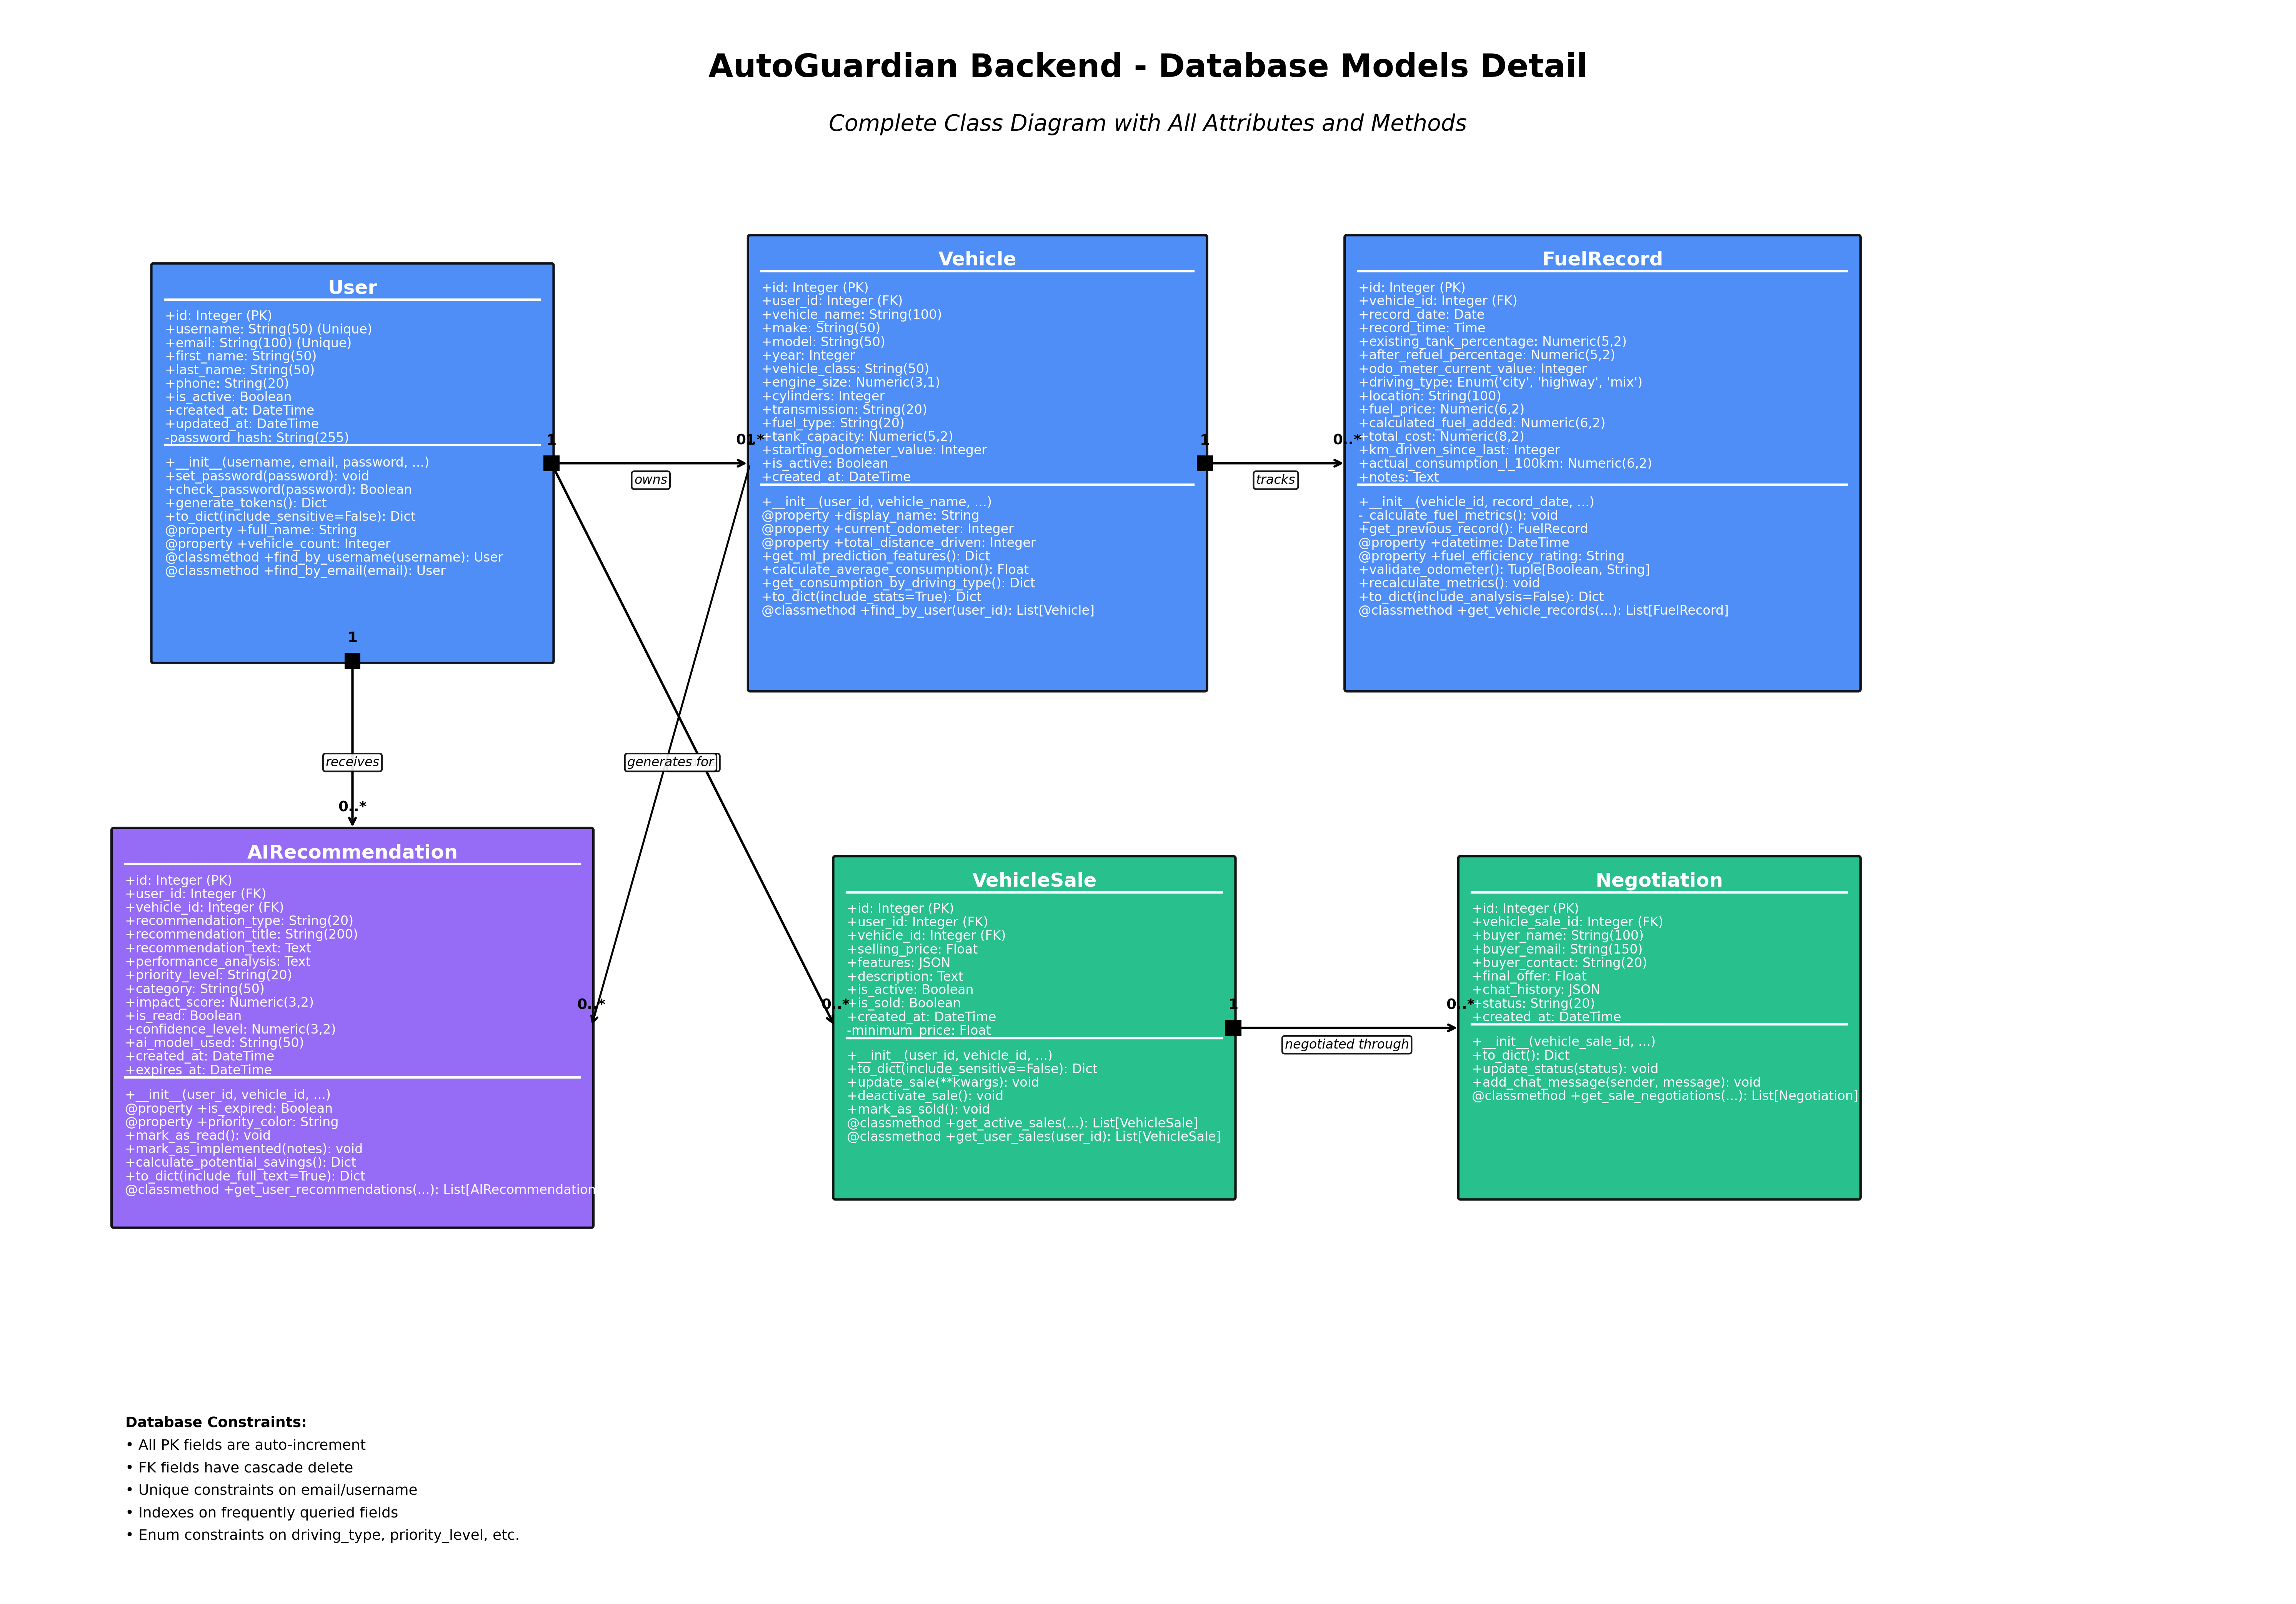 AutoGuardian Backend - Database Models Detail
Complete Class Diagram with All Attributes and Methods
User
+id: Integer (PK)
+username: String(50) (Unique)
+email: String(100) (Unique)
+first_name: String(50)
+last_name: String(50)
+phone: String(20)
+is_active: Boolean
+created_at: DateTime
+updated_at: DateTime
-password_hash: String(255)
+__init__(username, email, password, ...)
+set_password(password): void
+check_password(password): Boolean
+generate_tokens(): Dict
+to_dict(include_sensitive=False): Dict
@property +full_name: String
@property +vehicle_count: Integer
@classmethod +find_by_username(username): User
@classmethod +find_by_email(email): User
1
owns
0..*
1
Vehicle
+id: Integer (PK)
+user_id: Integer (FK)
+vehicle_name: String(100)
+make: String(50)
+model: String(50)
+year: Integer
+vehicle_class: String(50)
+engine_size: Numeric(3,1)
+cylinders: Integer
+transmission: String(20)
+fuel_type: String(20)
+tank_capacity: Numeric(5,2)
+starting_odometer_value: Integer
+is_active: Boolean
+created_at: DateTime
+__init__(user_id, vehicle_name, ...)
@property +display_name: String
@property +current_odometer: Integer
@property +total_distance_driven: Integer
+get_ml_prediction_features(): Dict
+calculate_average_consumption(): Float
+get_consumption_by_driving_type(): Dict
+to_dict(include_stats=True): Dict
@classmethod +find_by_user(user_id): List[Vehicle]
1
tracks
0..*
FuelRecord
+id: Integer (PK)
+vehicle_id: Integer (FK)
+record_date: Date
+record_time: Time
+existing_tank_percentage: Numeric(5,2)
+after_refuel_percentage: Numeric(5,2)
+odo_meter_current_value: Integer
+driving_type: Enum('city', 'highway', 'mix')
+location: String(100)
+fuel_price: Numeric(6,2)
+calculated_fuel_added: Numeric(6,2)
+total_cost: Numeric(8,2)
+km_driven_since_last: Integer
+actual_consumption_l_100km: Numeric(6,2)
+notes: Text
+__init__(vehicle_id, record_date, ...)
-_calculate_fuel_metrics(): void
+get_previous_record(): FuelRecord
@property +datetime: DateTime
@property +fuel_efficiency_rating: String
+validate_odometer(): Tuple[Boolean, String]
+recalculate_metrics(): void
+to_dict(include_analysis=False): Dict
@classmethod +get_vehicle_records(...): List[FuelRecord]
1
receives
0..*
generates for
AIRecommendation
+id: Integer (PK)
+user_id: Integer (FK)
+vehicle_id: Integer (FK)
+recommendation_type: String(20)
+recommendation_title: String(200)
+recommendation_text: Text
+performance_analysis: Text
+priority_level: String(20)
+category: String(50)
+impact_score: Numeric(3,2)
+is_read: Boolean
+confidence_level: Numeric(3,2)
+ai_model_used: String(50)
+created_at: DateTime
+expires_at: DateTime
+__init__(user_id, vehicle_id, ...)
@property +is_expired: Boolean
@property +priority_color: String
+mark_as_read(): void
+mark_as_implemented(notes): void
+calculate_potential_savings(): Dict
+to_dict(include_full_text=True): Dict
@classmethod +get_user_recommendations(...): List[AIRecommendation
0..*
0..*
VehicleSale
+id: Integer (PK)
+user_id: Integer (FK)
+vehicle_id: Integer (FK)
+selling_price: Float
+features: JSON
+description: Text
+is_active: Boolean
+is_sold: Boolean
+created_at: DateTime
-minimum_price: Float
+__init__(user_id, vehicle_id, ...)
+to_dict(include_sensitive=False): Dict
+update_sale(**kwargs): void
+deactivate_sale(): void
+mark_as_sold(): void
@classmethod +get_active_sales(...): List[VehicleSale]
@classmethod +get_user_sales(user_id): List[VehicleSale]
1
negotiated through
0..*
Negotiation
+id: Integer (PK)
+vehicle_sale_id: Integer (FK)
+buyer_name: String(100)
+buyer_email: String(150)
+buyer_contact: String(20)
+final_offer: Float
+chat_history: JSON
+status: String(20)
+created_at: DateTime
+__init__(vehicle_sale_id, ...)
+to_dict(): Dict
+update_status(status): void
+add_chat_message(sender, message): void
@classmethod +get_sale_negotiations(...): List[Negotiation]
Database Constraints:
• All PK fields are auto-increment
• FK fields have cascade delete
• Unique constraints on email/username
• Indexes on frequently queried fields
• Enum constraints on driving_type, priority_level, etc.